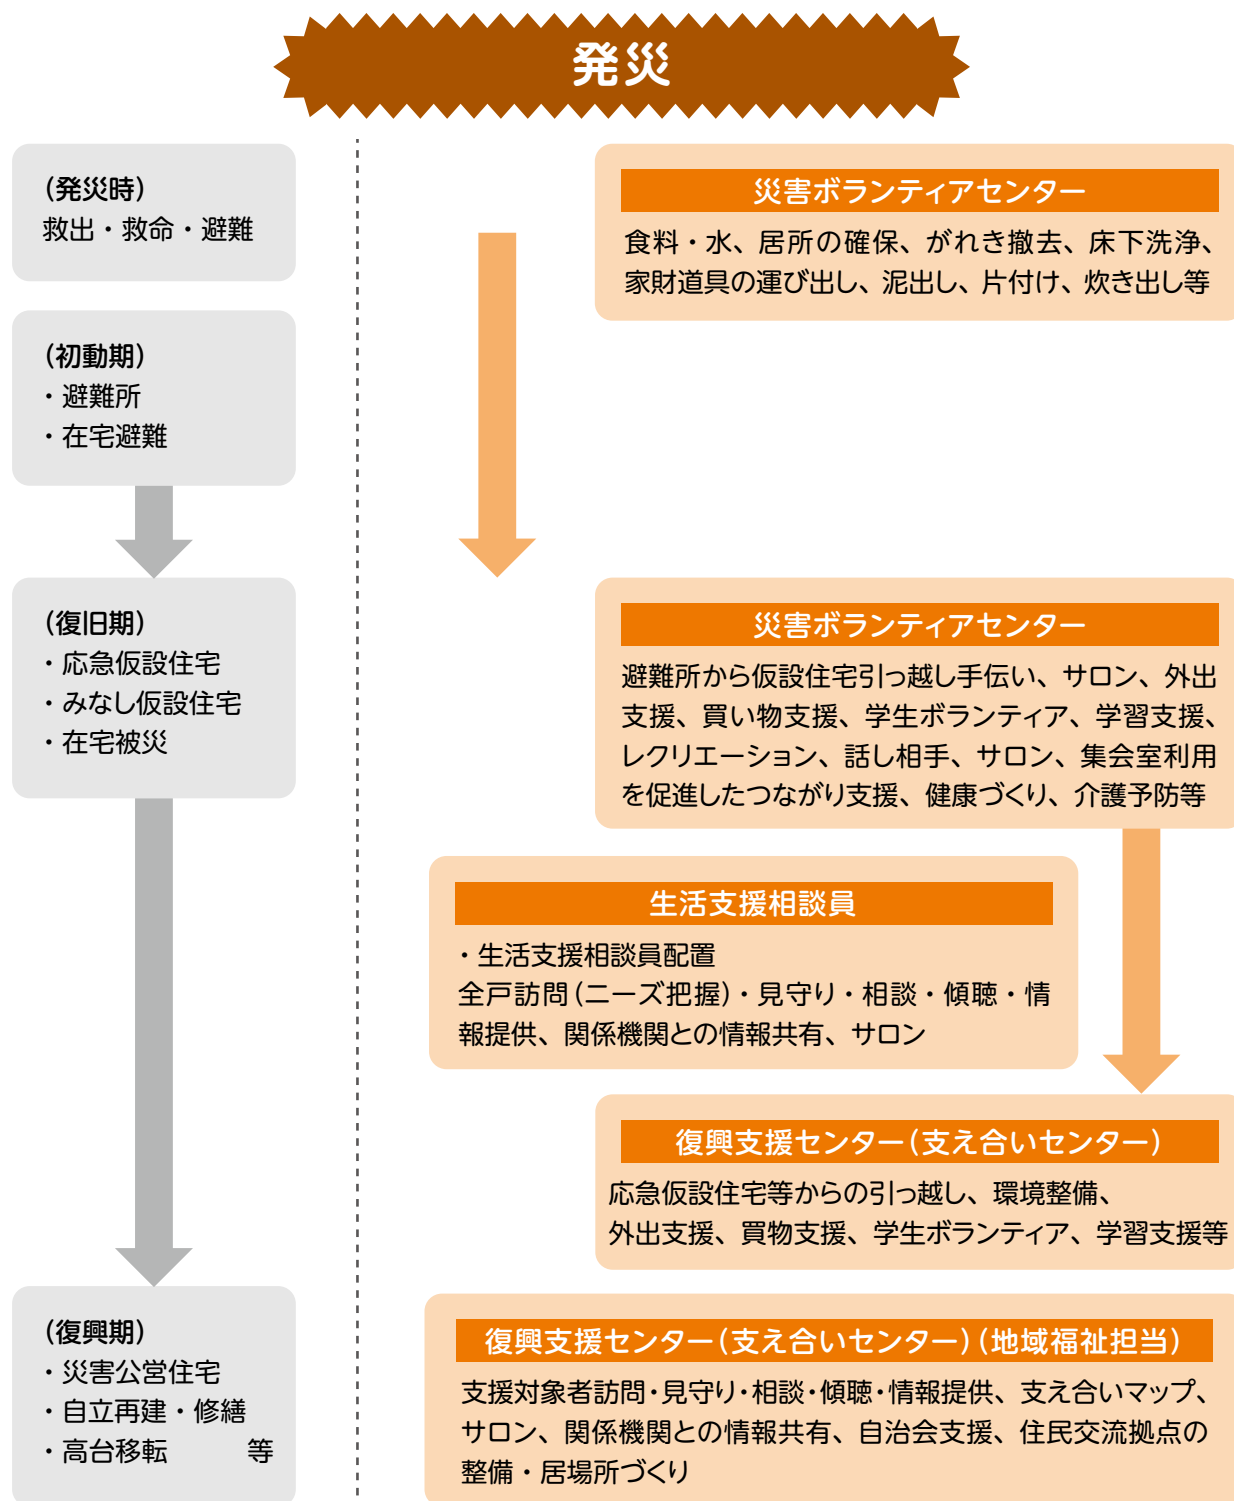 発災
(発災時)
救出・救命・避難
(初動期)
・避難所
・在宅避難
(復旧期)
・応急仮設住宅
・みなし仮設住宅
・在宅被災
(復興期)
・災害公営住宅
・自立再建・修繕
・高台移転 等
災害ボランティアセンター
食料・水、居所の確保、がれき撤去、床下洗浄、
家財道具の運び出し、泥出し、片付け、炊き出し等
災害ボランティアセンター
避難所から仮設住宅引っ越し手伝い、サロン、外出
支援、買い物支援、学生ボランティア、学習支援、
レクリエーション、話し相手、サロン、集会室利用
を促進したつながり支援、健康づくり、介護予防等
生活支援相談員
・生活支援相談員配置
全戸訪問(ニーズ把握)・見守り・相談・傾聴・情
報提供、関係機関との情報共有、サロン
復興支援センター(支え合いセンター)
応急仮設住宅等からの引っ越し、環境整備、
外出支援、買物支援、学生ボランティア、学習支援等
復興支援センター(支え合いセンター)(地域福祉担当)
支援対象者訪問・見守り・相談・傾聴・情報提供、支え合いマップ、
サロン、関係機関との情報共有、自治会支援、住民交流拠点の
整備・居場所づくり